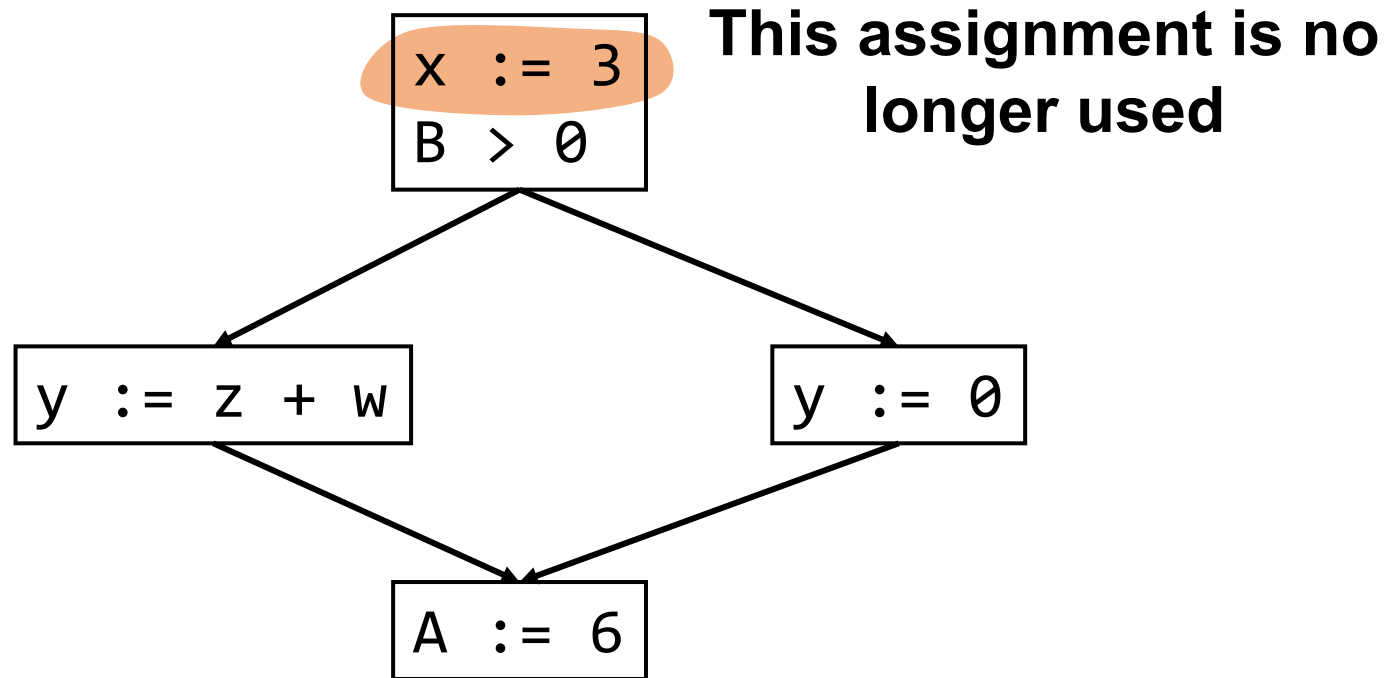 This assignment is no
longer used
x := 3
B > 0
y := z + w
y := 0
A := 6